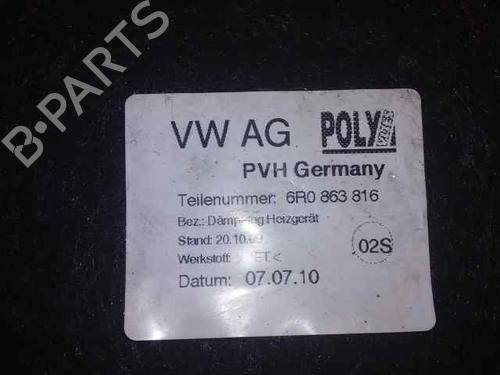 B-PARTS
VW AG POLY
PVH Germany
Teilenummer: 6R0 863 816
Bez.: Heizgerät
Stand: 20.10.09
02S
Werkstoff: ET<
Datum: 07.07.10